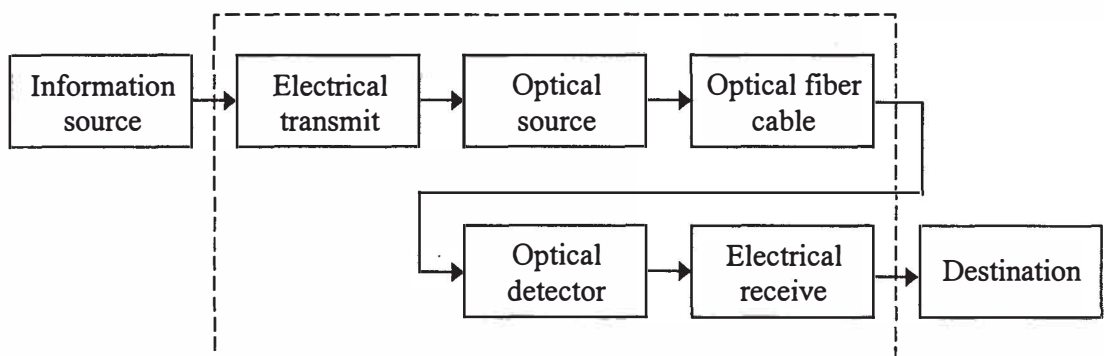 Information
source
Electrical
transmit
Optical
source
Optical fiber
cable
Optical
detector
Electrical
receive
Destination